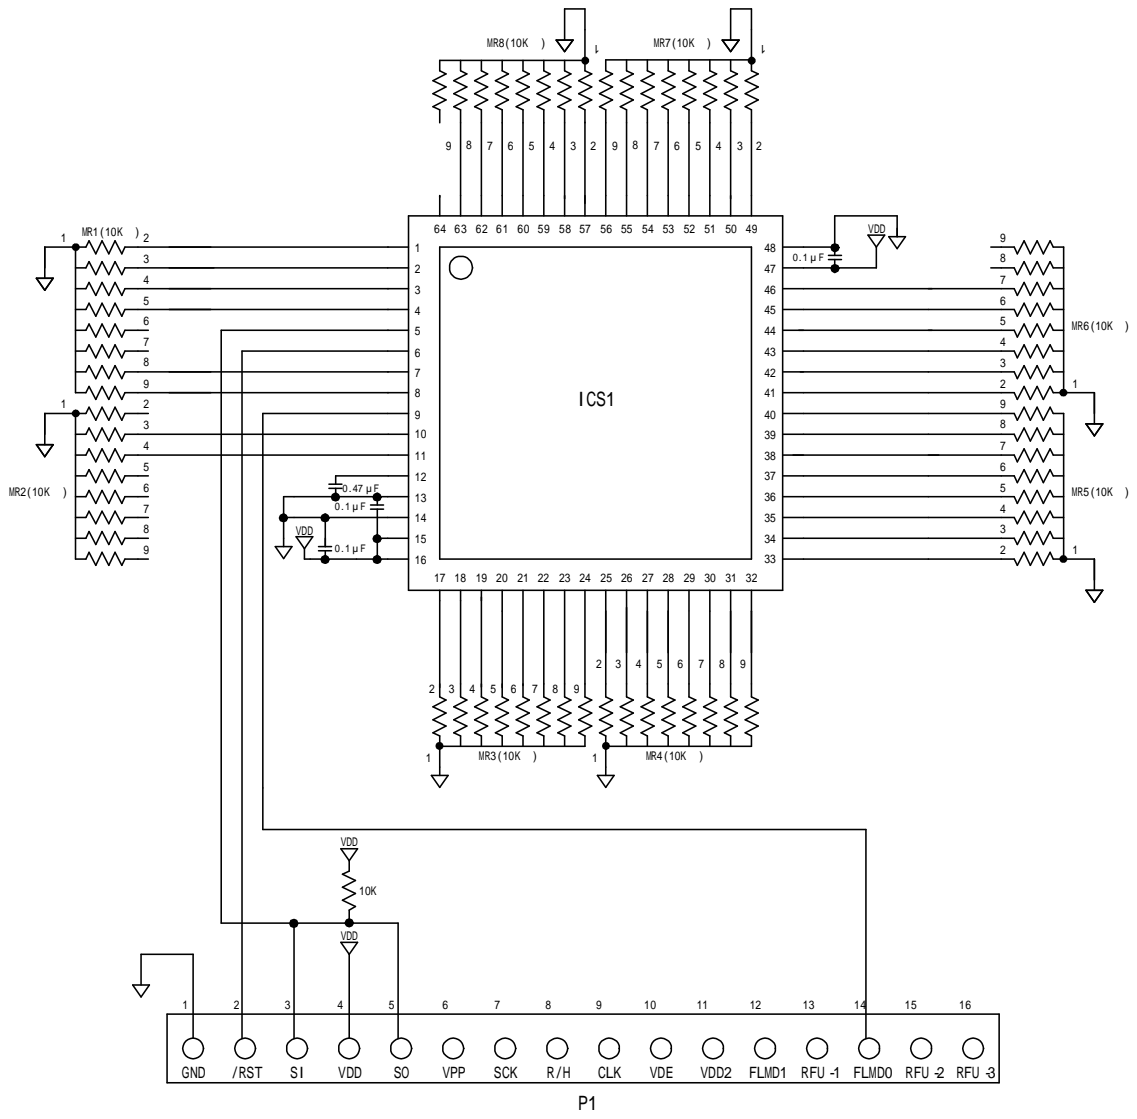 MR8(10K ) 1 MR7(10K ) 1
9 8 7 6 5 4 3 2 9 8 7 6 5 4 3 2
64 63 62 61 60 59 58 57 56 55 54 53 52 51 50 49
MR1(10K )
1 2 1 48 VDD 9
3 2 47 0.1µF 8
4 3 46 7
5 4 45 6
6 5 44 5 MR6(10K )
7 6 43 4
8 7 42 3
9 8 41 2 1
ICS1
1 2 9 40 9
3 10 39 8
4 11 38 7
5 12 37 6
MR2(10K ) 6 0.47µF 13 36 5 MR5(10K )
7 0.1µF 14 35 4
8 VDD 15 34 3
9 0.1µF 16 33 2 1
17 18 19 20 21 22 23 24 25 26 27 28 29 30 31 32
2 3 4 5 6 7 8 9 2 3 4 5 6 7 8 9
1 MR3(10K ) 1 MR4(10K )
VDD
10K
VDD
1 2 3 4 5 6 7 8 9 10 11 12 13 14 15 16
GND /RST SI VDD SO VPP SCK R/H CLK VDE VDD2 FLMD1 RFU-1 FLMD0 RFU-2 RFU-3
P1